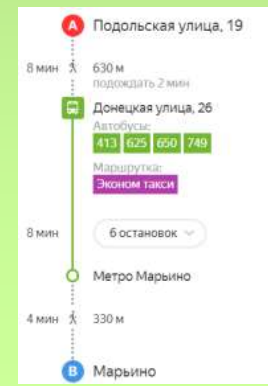 A Подольская улица, 19
8 мин 630 м
подождать 2 мин
Донецкая улица, 26
Автобусы:
413 625 650 749
Маршрутка:
Эконом такси
8 мин 6 остановок
Метро Марьино
4 мин 330 м
B Марьино